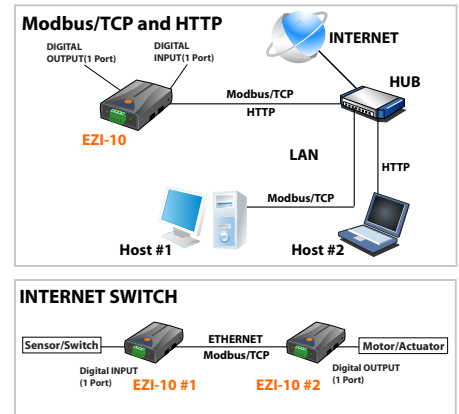 Modbus/TCP and HTTP
DIGITAL
OUTPUT(1 Port)
DIGITAL
INPUT(1 Port)
INTERNET
HUB
Modbus/TCP
HTTP
EZI-10
LAN
HTTP
Modbus/TCP
Host #1
Host #2
INTERNET SWITCH
Sensor/Switch
ETHERNET
Modbus/TCP
Motor/Actuator
Digital INPUT
(1 Port)
EZI-10 #1
EZI-10 #2
Digital OUTPUT
(1 Port)